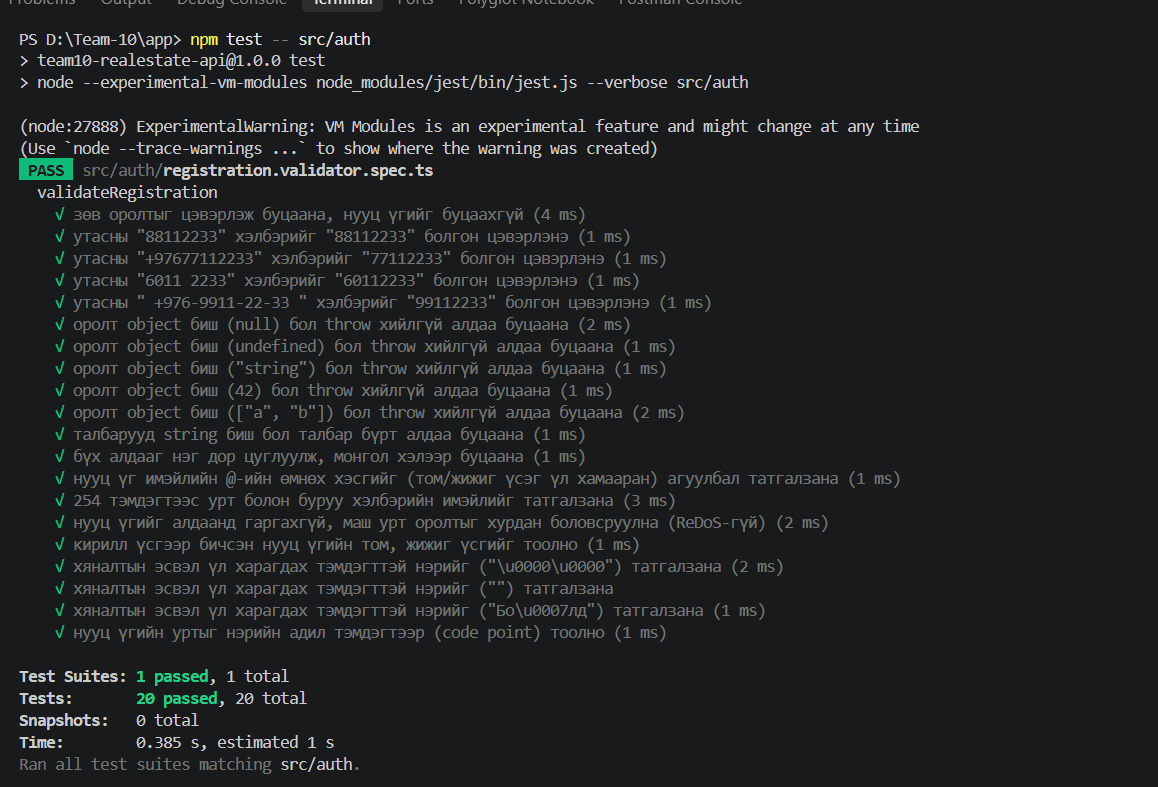 Problems Output Debug Console Terminal Ports Polyglot Notebook Postman Console
PS D:\Team-10\app> npm test -- src/auth
> team10-realestate-api@1.0.0 test
> node --experimental-vm-modules node_modules/jest/bin/jest.js --verbose src/auth
(node:27888) ExperimentalWarning: VM Modules is an experimental feature and might change at any time
(Use `node --trace-warnings ...` to show where the warning was created)
PASS src/auth/registration.validator.spec.ts
validateRegistration
√ зөв оролтыг цэвэрлэж буцаана, нууц үгийг буцаахгүй (4 ms)
√ утасны "88112233" хэлбэрийг "88112233" болгон цэвэрлэнэ (1 ms)
√ утасны "+97677112233" хэлбэрийг "77112233" болгон цэвэрлэнэ (1 ms)
√ утасны "6011 2233" хэлбэрийг "60112233" болгон цэвэрлэнэ (1 ms)
√ утасны " +976-9911-22-33 " хэлбэрийг "99112233" болгон цэвэрлэнэ (1 ms)
√ оролт object биш (null) бол throw хийлгүй алдаа буцаана (2 ms)
√ оролт object биш (undefined) бол throw хийлгүй алдаа буцаана (1 ms)
√ оролт object биш ("string") бол throw хийлгүй алдаа буцаана (1 ms)
√ оролт object биш (42) бол throw хийлгүй алдаа буцаана (1 ms)
√ оролт object биш (["a", "b"]) бол throw хийлгүй алдаа буцаана (2 ms)
√ талбарууд string биш бол талбар бүрт алдаа буцаана (1 ms)
√ бүх алдааг нэг дор цуглуулж, монгол хэлээр буцаана (1 ms)
√ нууц үг имэйлийн @-ийн өмнөх хэсгийг (том/жижиг үсэг үл хамааран) агуулбал татгалзана (1 ms)
√ 254 тэмдэгтээс урт болон буруу хэлбэрийн имэйлийг татгалзана (3 ms)
√ нууц үгийг алдаанд гаргахгүй, маш урт оролтыг хурдан боловсруулна (ReDoS-гүй) (2 ms)
√ кирилл үсгээр бичсэн нууц үгийн том, жижиг үсгийг тоолно (1 ms)
√ хяналтын эсвэл үл харагдах тэмдэгттэй нэрийг ("\u0000\u0000") татгалзана (2 ms)
√ хяналтын эсвэл үл харагдах тэмдэгттэй нэрийг ("") татгалзана
√ хяналтын эсвэл үл харагдах тэмдэгттэй нэрийг ("Бо\u0007лд") татгалзана (1 ms)
√ нууц үгийн уртыг нэрийн адил тэмдэгтээр (code point) тоолно (1 ms)
Test Suites: 1 passed, 1 total
Tests: 20 passed, 20 total
Snapshots: 0 total
Time: 0.385 s, estimated 1 s
Ran all test suites matching src/auth.